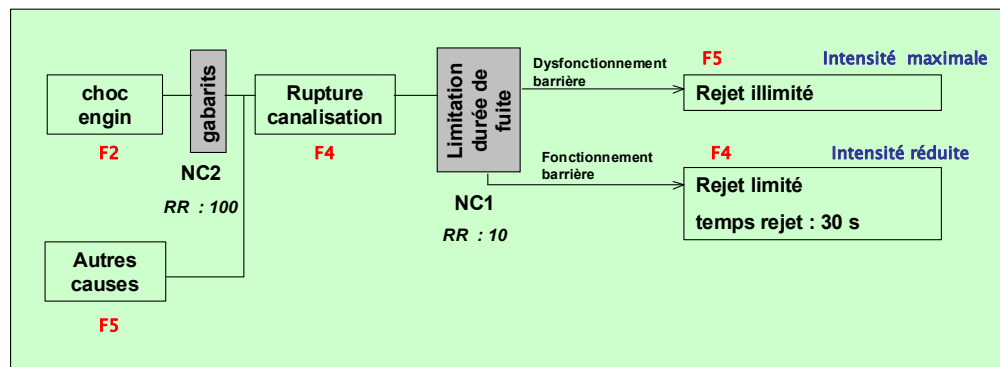 choc
engin
F2
gabarits
NC2
RR : 100
Autres
causes
F5
Rupture
canalisation
F4
Limitation
durée de
fuite
NC1
RR : 10
Dysfonctionnement
barrière
F5
Intensité maximale
Rejet illimité
Fonctionnement
barrière
F4
Intensité réduite
Rejet limité
temps rejet : 30 s